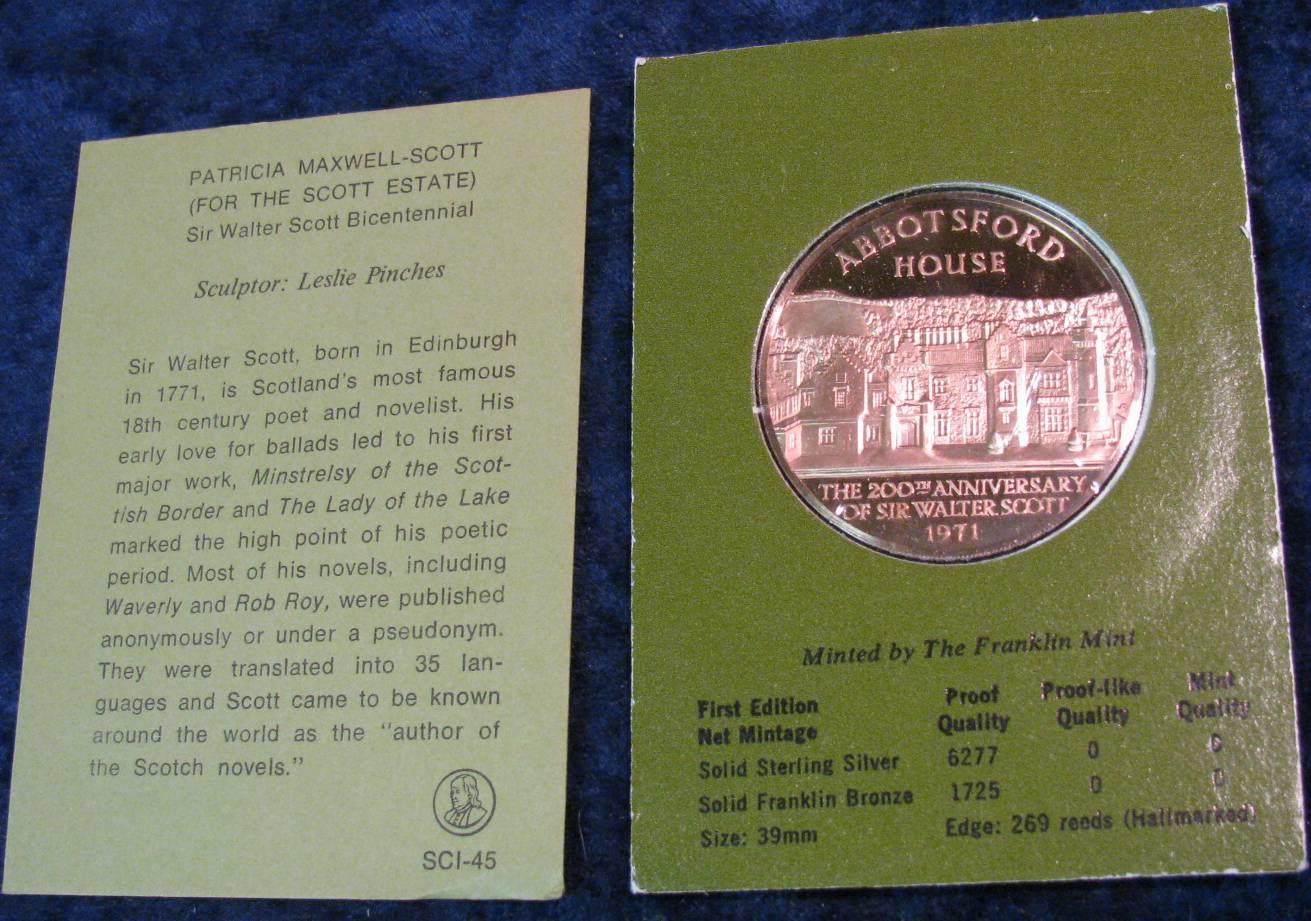 PATRICIA MAXWELL-SCOTT
(FOR THE SCOTT ESTATE)
Sir Walter Scott Bicentennial
Sculptor: Leslie Pinches
Sir Walter Scott, born in Edinburgh
in 1771, is Scotland's most famous
18th century poet and novelist. His
early love for ballads led to his first
major work, Minstrelsy of the Scot-
tish Border and The Lady of the Lake
marked the high point of his poetic
period. Most of his novels, including
Waverly and Rob Roy, were published
anonymously or under a pseudonym.
They were translated into 35 lan-
guages and Scott came to be known
around the world as the "author of
the Scotch novels."
SCI-45
ABBOTSFORD
HOUSE
THE 200TH ANNIVERSARY
OF SIR WALTER SCOTT
1971
Minted by The Franklin Mint
First Edition Net Mintage Proof Quality Proof-like Quality Mint Quality
Solid Sterling Silver 6277 0 0
Solid Franklin Bronze 1725 0 0
Size: 39mm Edge: 269 reeds (Hallmarked)